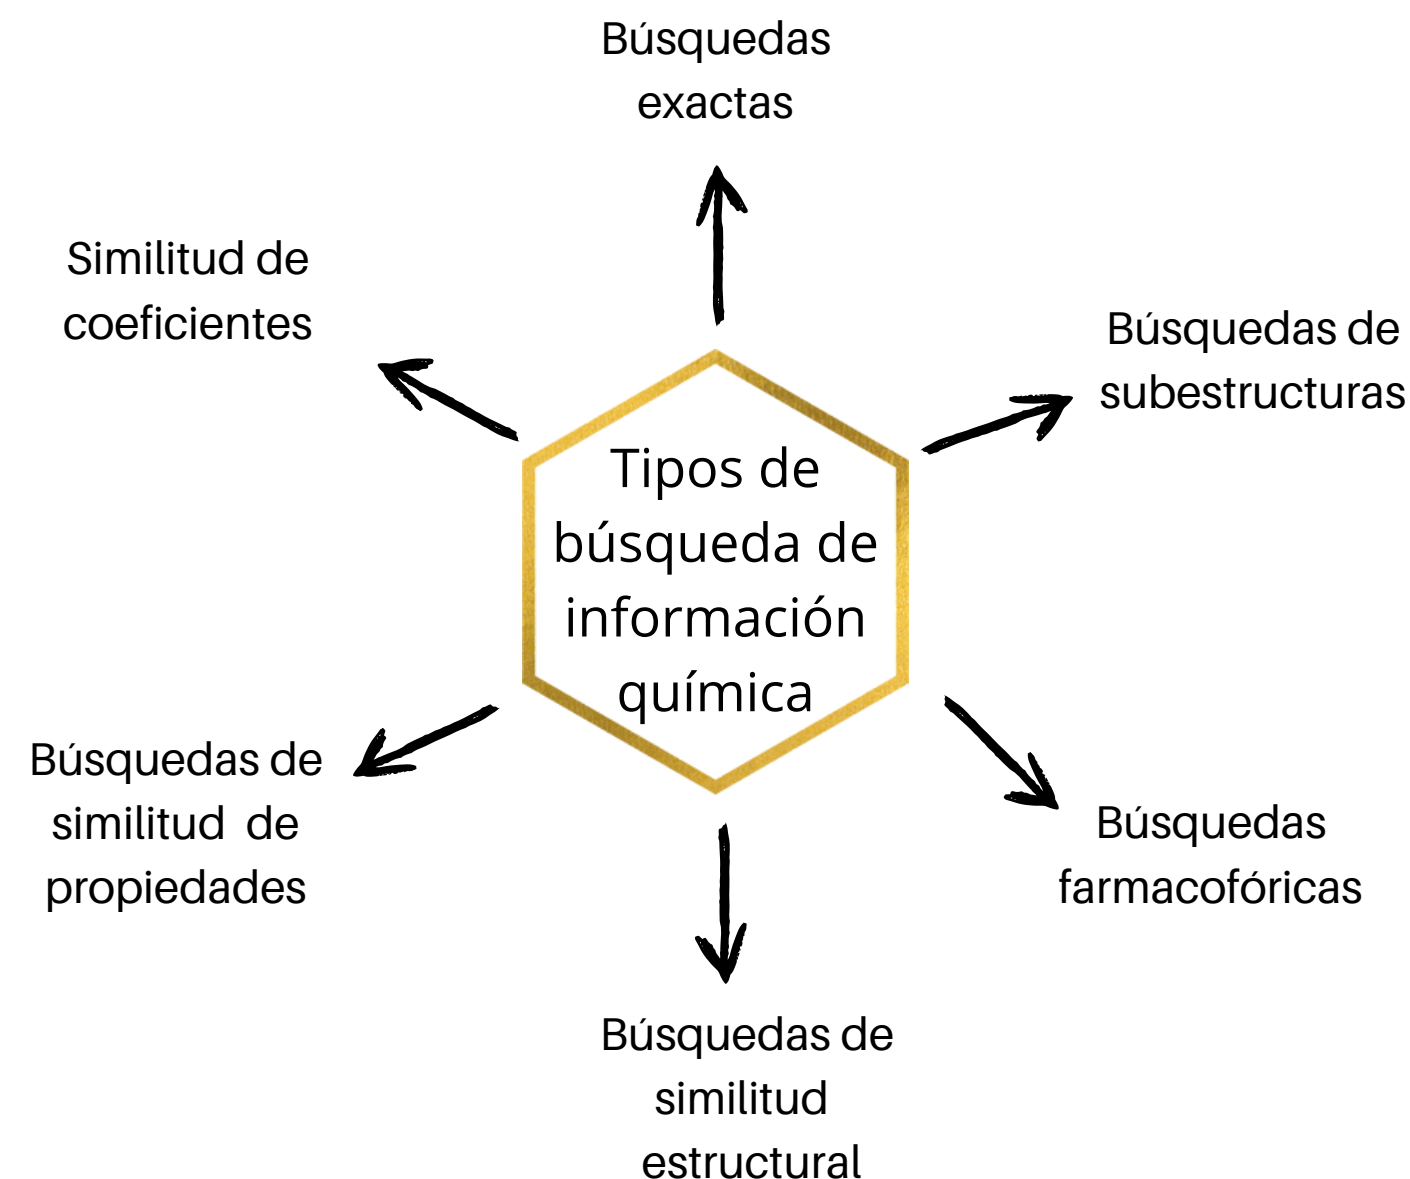 Búsquedas
exactas
Similitud de
coeficientes
Búsquedas de
subestructuras
Tipos de
búsqueda de
información
química
Búsquedas de
similitud de
propiedades
Búsquedas
farmacofóricas
Búsquedas de
similitud
estructural